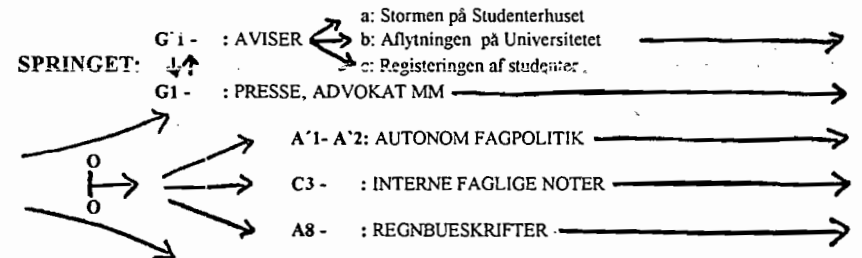 a: Stormen på Studenterhuset
G´i - : AVISER b: Aflytningen på Universitetet
SPRINGET: c: Registeringen af studenter.
G1 - : PRESSE, ADVOKAT MM
A´1- A`2: AUTONOM FAGPOLITIK
O
C3 - : INTERNE FAGLIGE NOTER
O
A8 - : REGNBUESKRIFTER